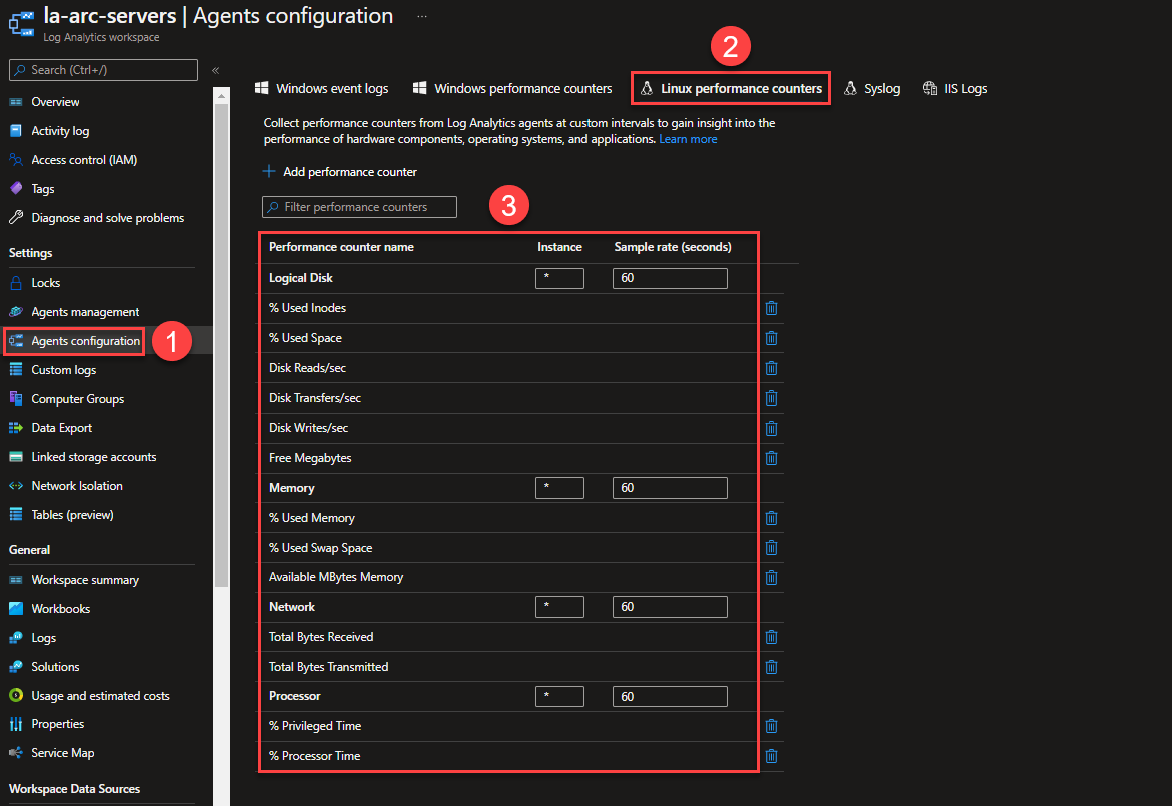 la-arc-servers | Agents configuration ...
Log Analytics workspace
Search (Ctrl+/)
«
Overview
Activity log
Access control (IAM)
Tags
Diagnose and solve problems
Settings
Locks
Agents management
Agents configuration
1
Custom logs
Computer Groups
Data Export
Linked storage accounts
Network Isolation
Tables (preview)
General
Workspace summary
Workbooks
Logs
Solutions
Usage and estimated costs
Properties
Service Map
Workspace Data Sources
2
Windows event logs Windows performance counters Linux performance counters Syslog IIS Logs
Collect performance counters from Log Analytics agents at custom intervals to gain insight into the
performance of hardware components, operating systems, and applications. Learn more
+ Add performance counter
Filter performance counters
3
Performance counter name Instance Sample rate (seconds)
Logical Disk * 60
% Used Inodes
% Used Space
Disk Reads/sec
Disk Transfers/sec
Disk Writes/sec
Free Megabytes
Memory * 60
% Used Memory
% Used Swap Space
Available MBytes Memory
Network * 60
Total Bytes Received
Total Bytes Transmitted
Processor * 60
% Privileged Time
% Processor Time